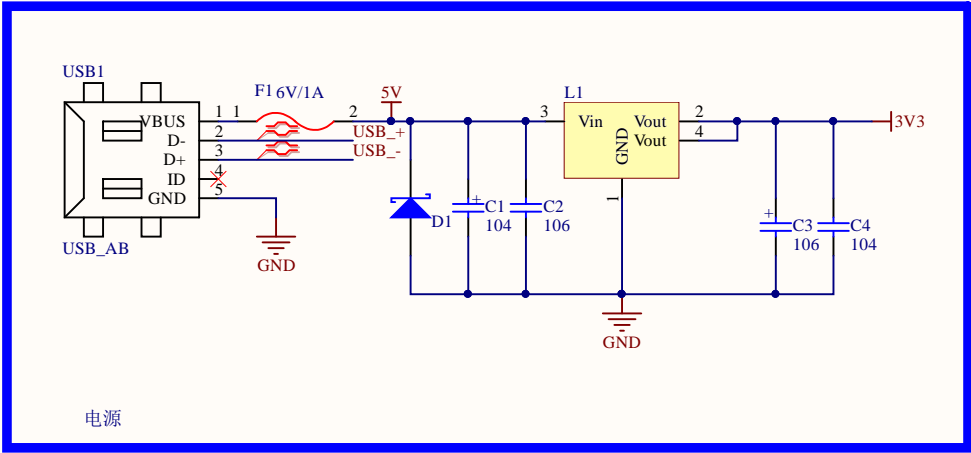 USB1
F1 6V/1A
5V
L1
VBUS 1 1 2
3 Vin GND Vout 2
3V3
D- 2 USB_+
Vout 4
D+ 3 USB_-
ID 4
GND 5
1
USB_AB
GND
D1
+ C1
104
C2
106
+ C3
106
C4
104
GND
电源